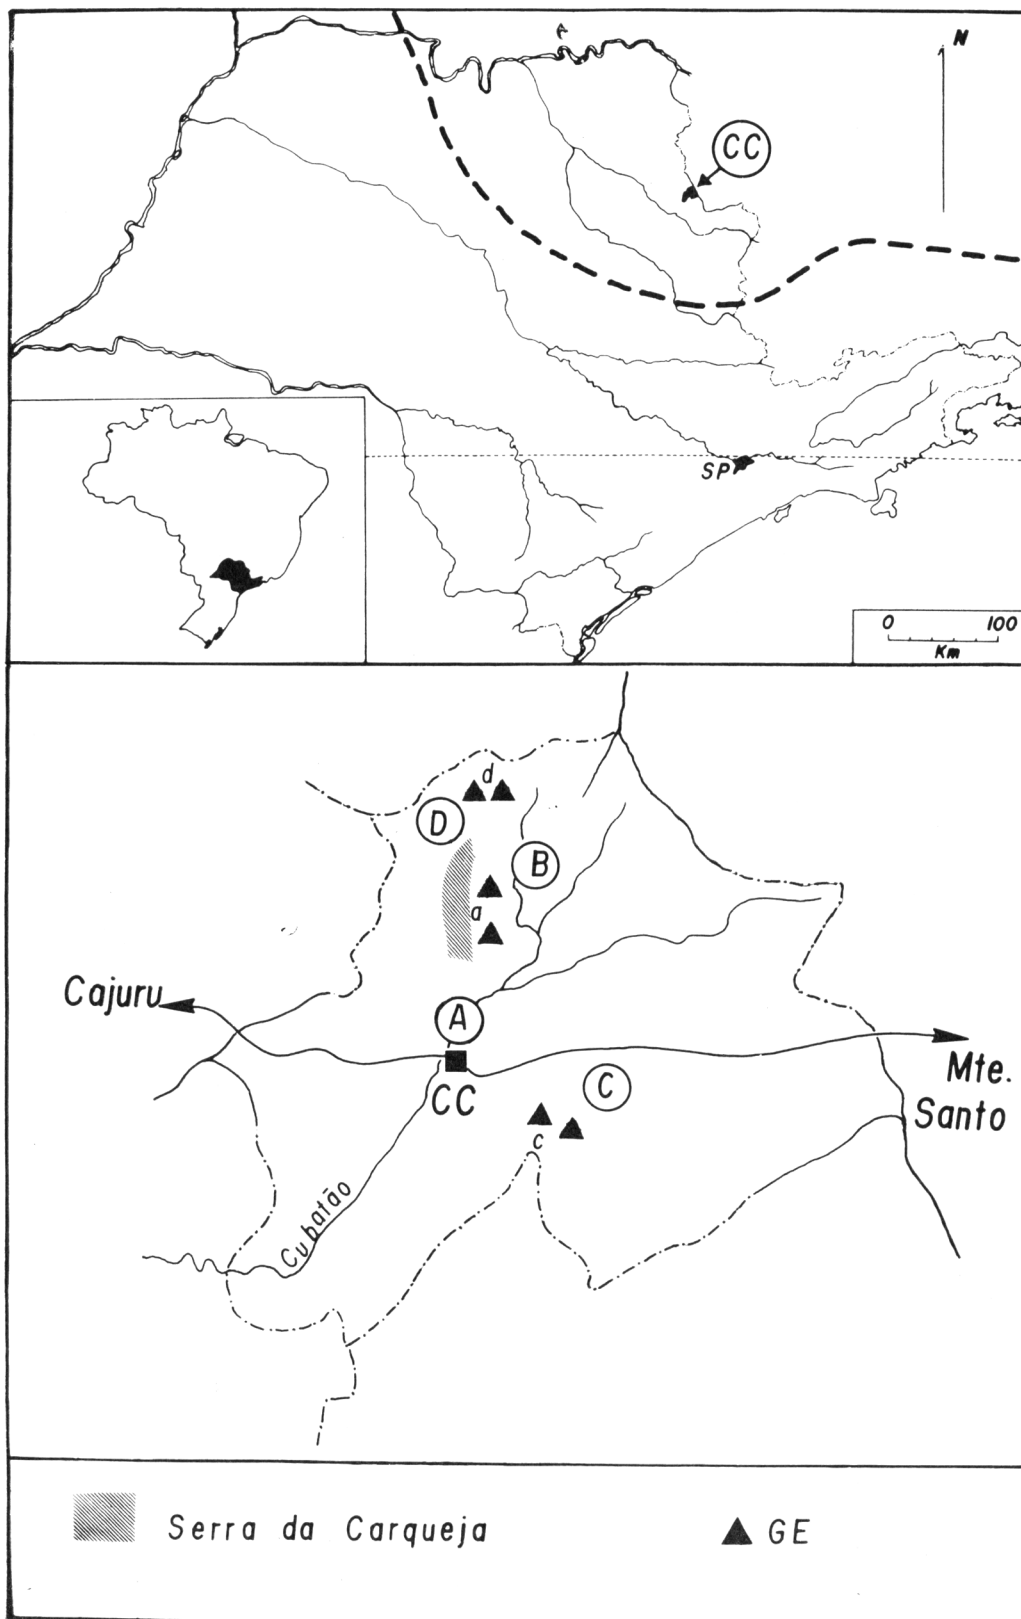 N
CC
SP
0 100
Km
d
D
B
a
Cajuru
A
CC
C
Mte.
Santo
c
Cubatão
Serra da Carqueja
GE